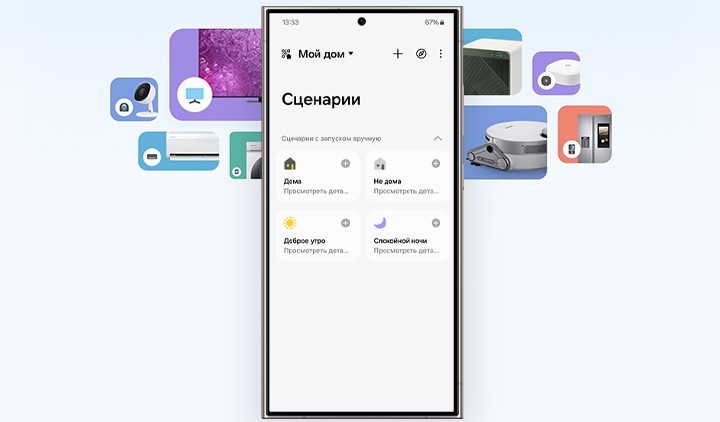 13:53
67%
Мой дом
Сценарии
Сценарии с запуском вручную
Дома
Просмотреть дета...
Не дома
Просмотреть дета...
Доброе утро
Просмотреть дета...
Спокойной ночи
Просмотреть дета...